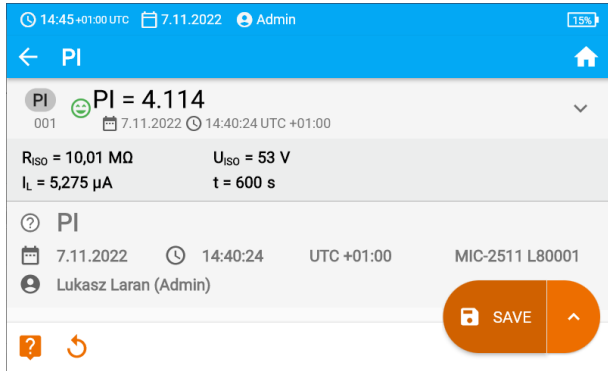 14:45+01:00 UTC 7.11.2022 Admin 15%
PI
PI PI = 4.114
001 7.11.2022 14:40:24 UTC +01:00
RISO = 10,01 MΩ UISO = 53 V
IL = 5,275 µA t = 600 s
PI
7.11.2022 14:40:24 UTC +01:00 MIC-2511 L80001
Lukasz Laran (Admin)
SAVE